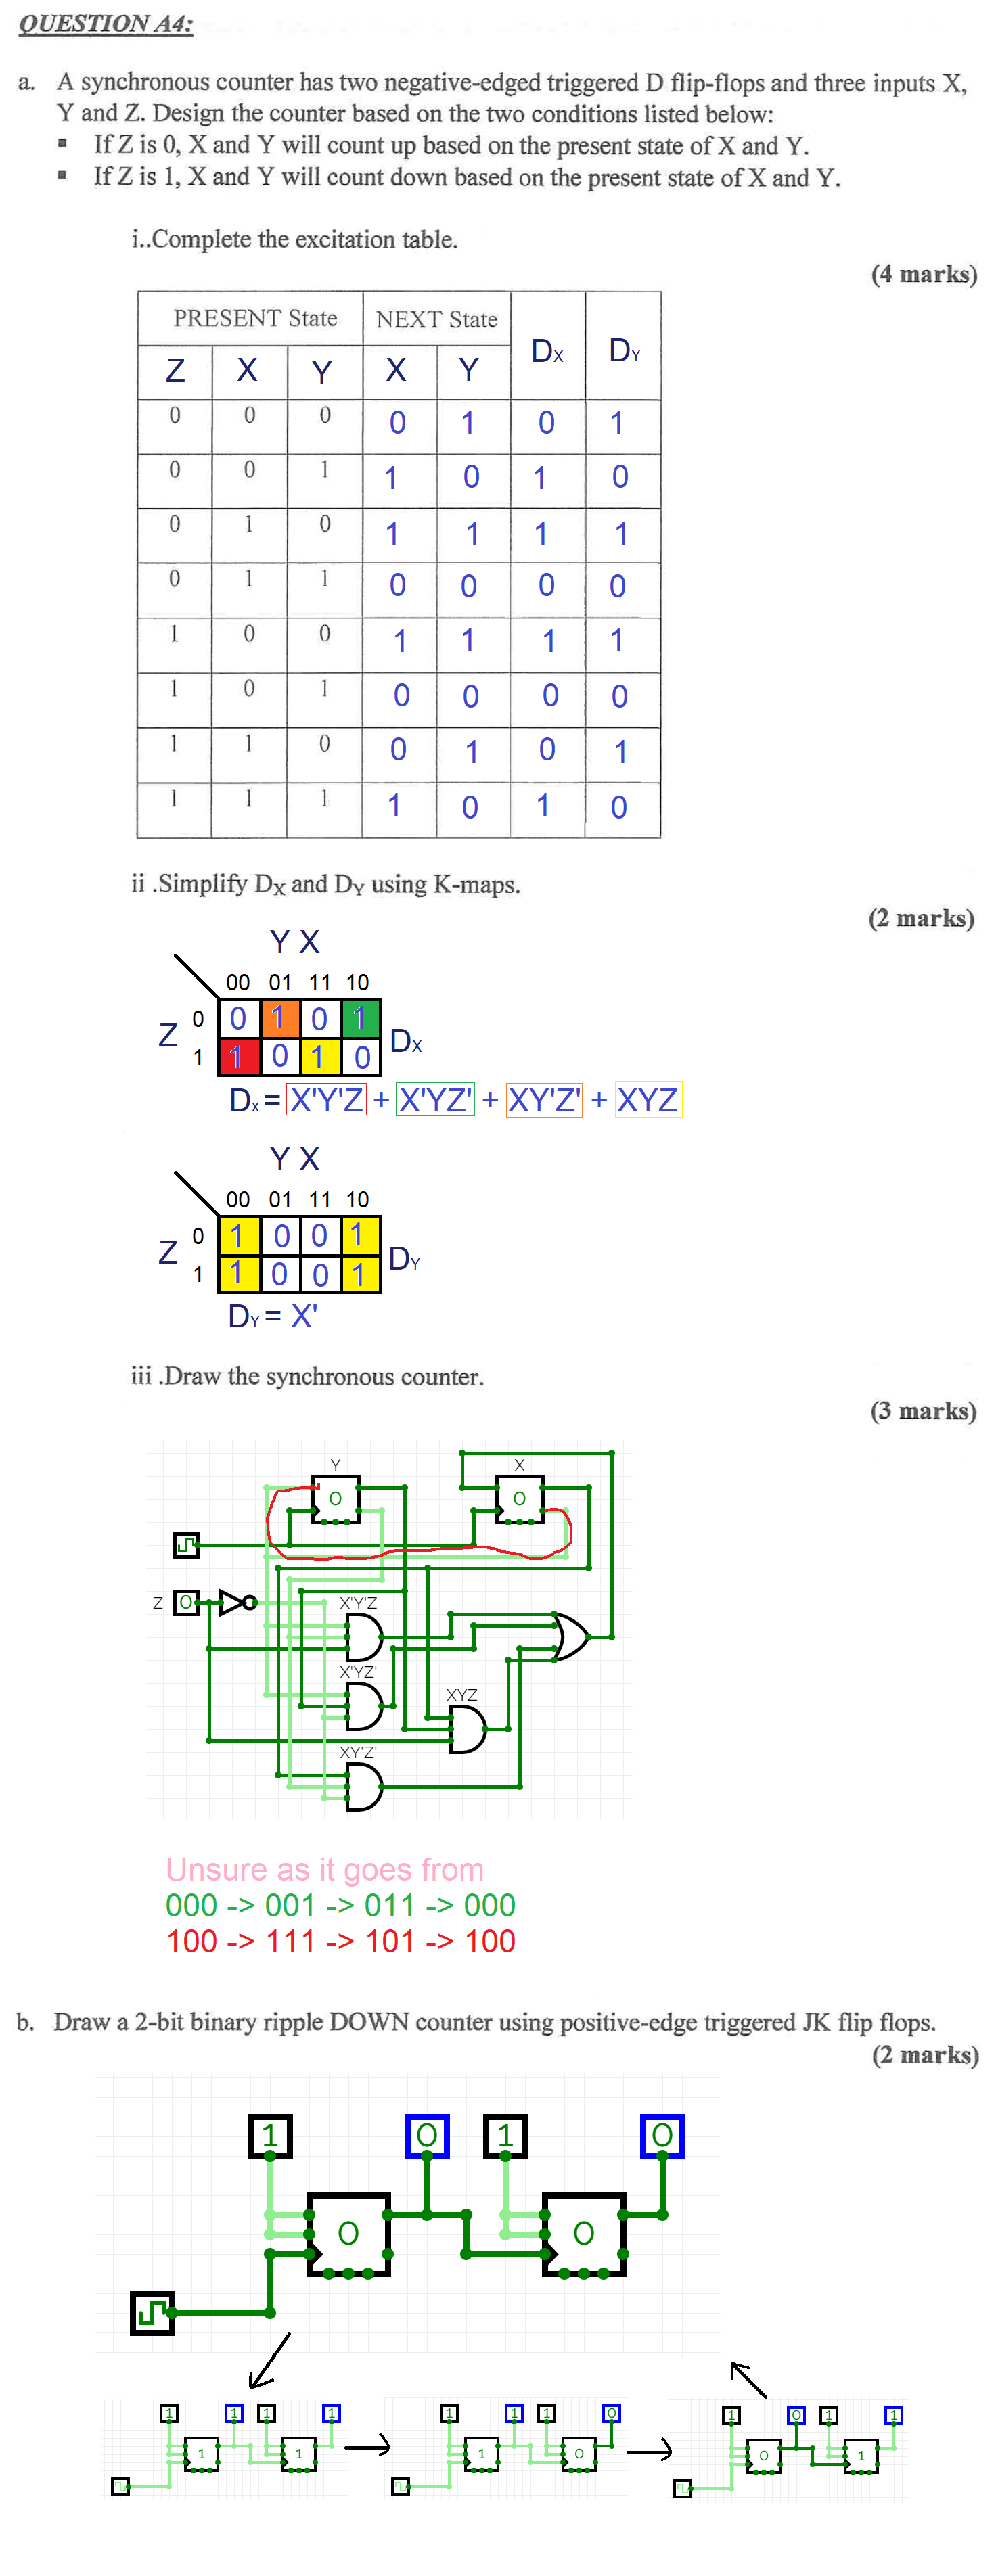 QUESTION A4:
a. A synchronous counter has two negative-edged triggered D flip-flops and three inputs X,
Y and Z. Design the counter based on the two conditions listed below:
▪ If Z is 0, X and Y will count up based on the present state of X and Y.
▪ If Z is 1, X and Y will count down based on the present state of X and Y.
i..Complete the excitation table.
(4 marks)
PRESENT State NEXT State DX DY
Z X Y X Y
0 0 0 0 1 0 1
0 0 1 1 0 1 0
0 1 0 1 1 1 1
0 1 1 0 0 0 0
1 0 0 1 1 1 1
1 0 1 0 0 0 0
1 1 0 0 1 0 1
1 1 1 1 0 1 0
ii .Simplify DX and DY using K-maps.
(2 marks)
Y X
00 01 11 10
Z 0 0 1 0 1 DX
1 1 0 1 0
DX = X'Y'Z + X'YZ' + XY'Z' + XYZ
Y X
00 01 11 10
Z 0 1 0 0 1 DY
1 1 0 0 1
DY = X'
iii .Draw the synchronous counter.
(3 marks)
Y X
0 0
Z 0
X'Y'Z
X'YZ'
XYZ
XY'Z'
Unsure as it goes from
000 -> 001 -> 011 -> 000
100 -> 111 -> 101 -> 100
b. Draw a 2-bit binary ripple DOWN counter using positive-edge triggered JK flip flops.
(2 marks)
1 0 1 0
0 0
1 1 1 1 1 1 1 0 1 0 1 1
1 1 1 0 0 1